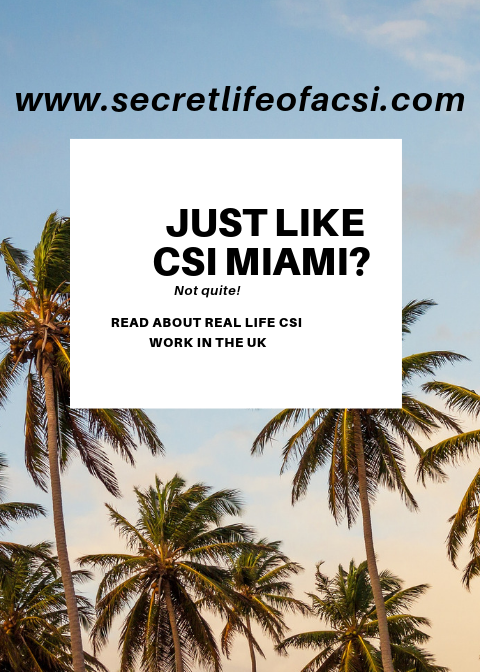 www.secretlifeofacsi.com
JUST LIKE
CSI MIAMI?
Not quite!
READ ABOUT REAL LIFE CSI
WORK IN THE UK